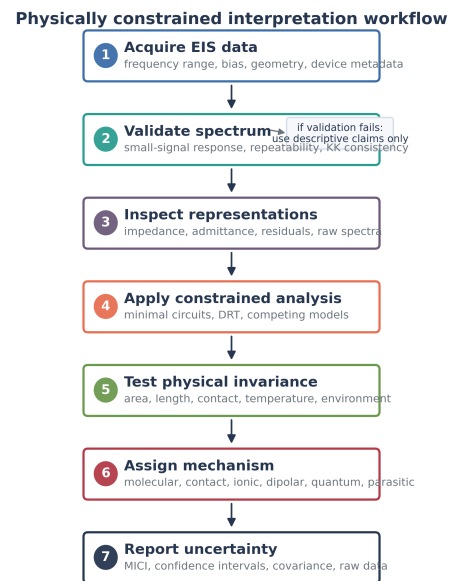 Physically constrained interpretation workflow
1 Acquire EIS data
frequency range, bias, geometry, device metadata
2 Validate spectrum
if validation fails:
use descriptive claims only
small-signal response, repeatability, KK consistency
3 Inspect representations
impedance, admittance, residuals, raw spectra
4 Apply constrained analysis
minimal circuits, DRT, competing models
5 Test physical invariance
area, length, contact, temperature, environment
6 Assign mechanism
molecular, contact, ionic, dipolar, quantum, parasitic
7 Report uncertainty
MICI, confidence intervals, covariance, raw data